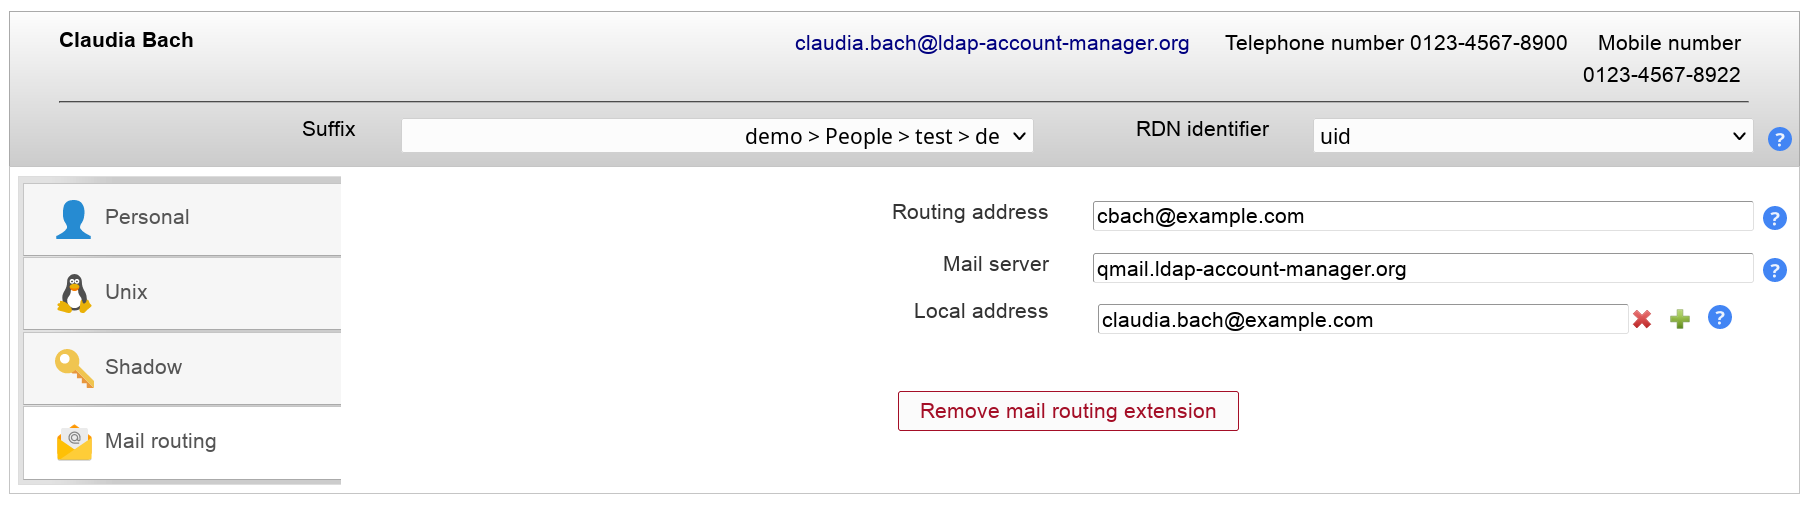 Claudia Bach
claudia.bach@ldap-account-manager.org Telephone number 0123-4567-8900 Mobile number
0123-4567-8922
Suffix demo > People > test > de RDN identifier uid ?
Personal
Unix
Shadow
@ Mail routing
Routing address cbach@example.com ?
Mail server qmail.ldap-account-manager.org ?
Local address claudia.bach@example.com ?
Remove mail routing extension